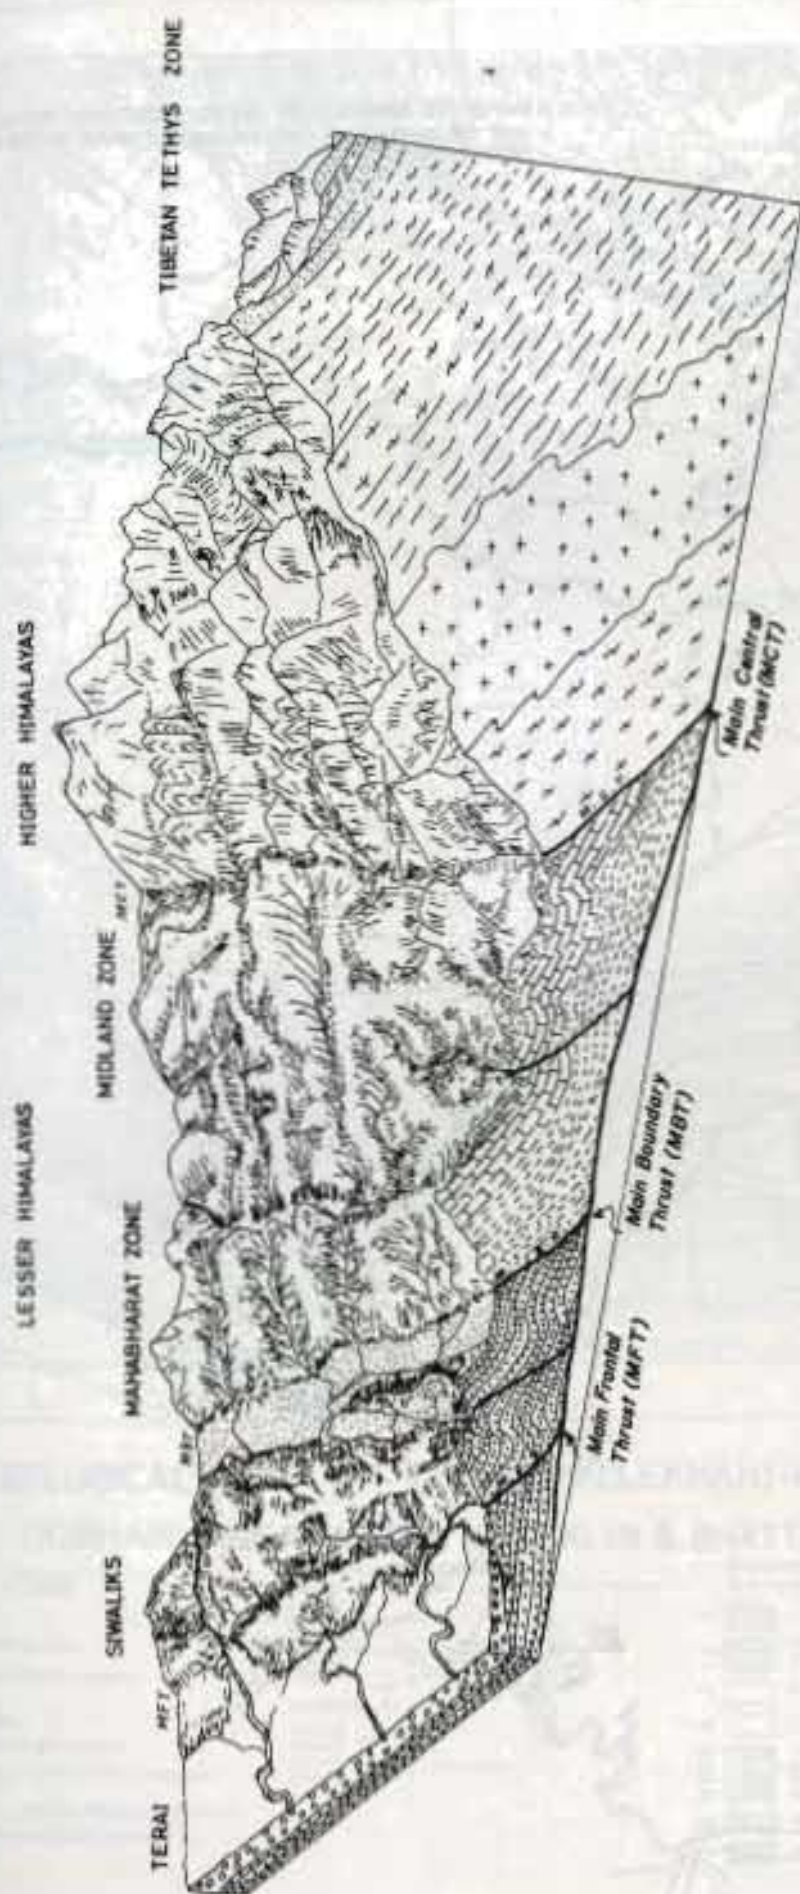 TIBETAN TETHYS ZONE
HIGHER HIMALAYAS
MCT
MIDLAND ZONE
LESSER HIMALAYAS
MAHABHARAT ZONE
MBT
SIWALIKS
MFT
TERAI
Main Central
Thrust (MCT)
Main Boundary
Thrust (MBT)
Main Frontal
Thrust (MFT)